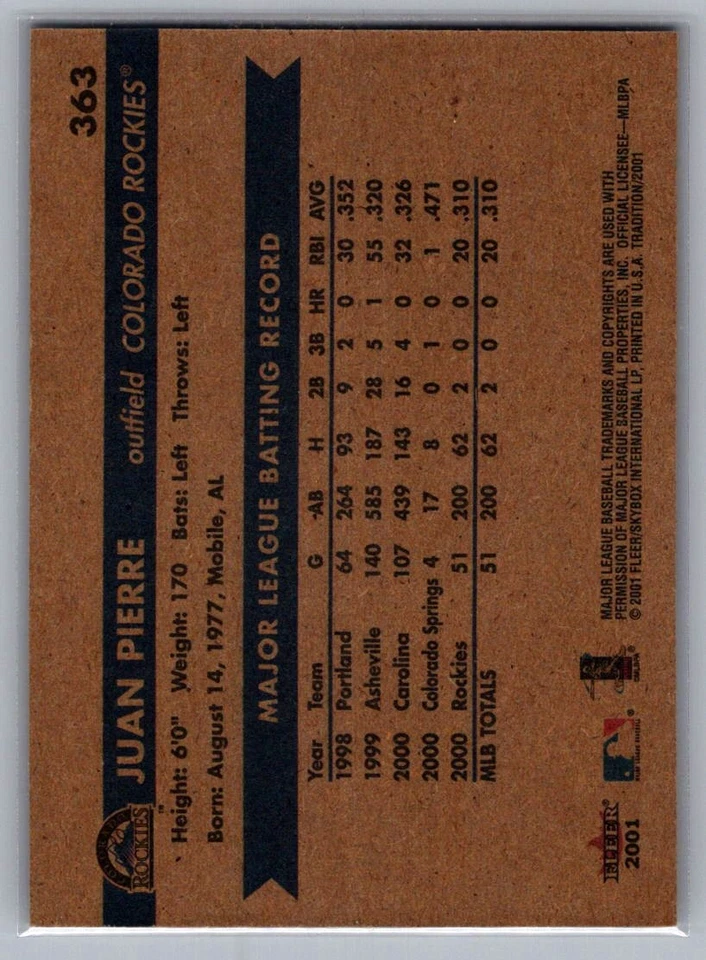 363
JUAN PIERRE outfield COLORADO ROCKIES®
ROCKIES™
Height: 6'0" Weight: 170 Bats: Left Throws: Left
Born: August 14, 1977, Mobile, AL
MAJOR LEAGUE BATTING RECORD
Year Team G AB H 2B 3B HR RBI AVG
1998 Portland 64 264 93 9 2 0 30 .352
1999 Asheville 140 585 187 28 5 1 55 .320
2000 Carolina 107 439 143 16 4 0 32 .326
2000 Colorado Springs 4 17 8 0 1 0 1 .471
2000 Rockies 51 200 62 2 0 0 20 .310
MLB TOTALS 51 200 62 2 0 0 20 .310
MAJOR LEAGUE BASEBALL TRADEMARKS AND COPYRIGHTS ARE USED WITH
PERMISSION OF MAJOR LEAGUE BASEBALL PROPERTIES, INC. OFFICIAL LICENSEE—MLBPA
© 2001 FLEER/SKYBOX INTERNATIONAL LP, PRINTED IN U.S.A. TRADITION/2001
FLEER®
2001